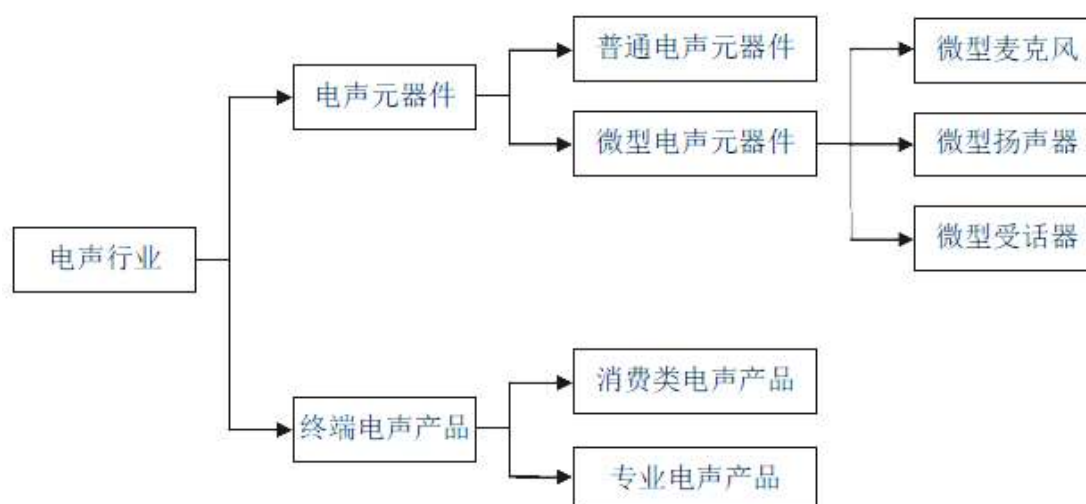 普通电声元器件
微型麦克风
电声元器件
微型电声元器件
微型扬声器
微型受话器
电声行业
消费类电声产品
终端电声产品
专业电声产品